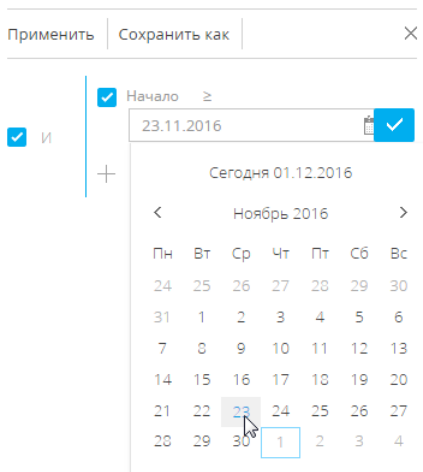 Применить Сохранить как
Начало ≥
23.11.2016
И
Сегодня 01.12.2016
Ноябрь 2016
Пн Вт Ср Чт Пт Сб Вс
24 25 26 27 28 29 30
31 1 2 3 4 5 6
7 8 9 10 11 12 13
14 15 16 17 18 19 20
21 22 23 24 25 26 27
28 29 30 1 2 3 4